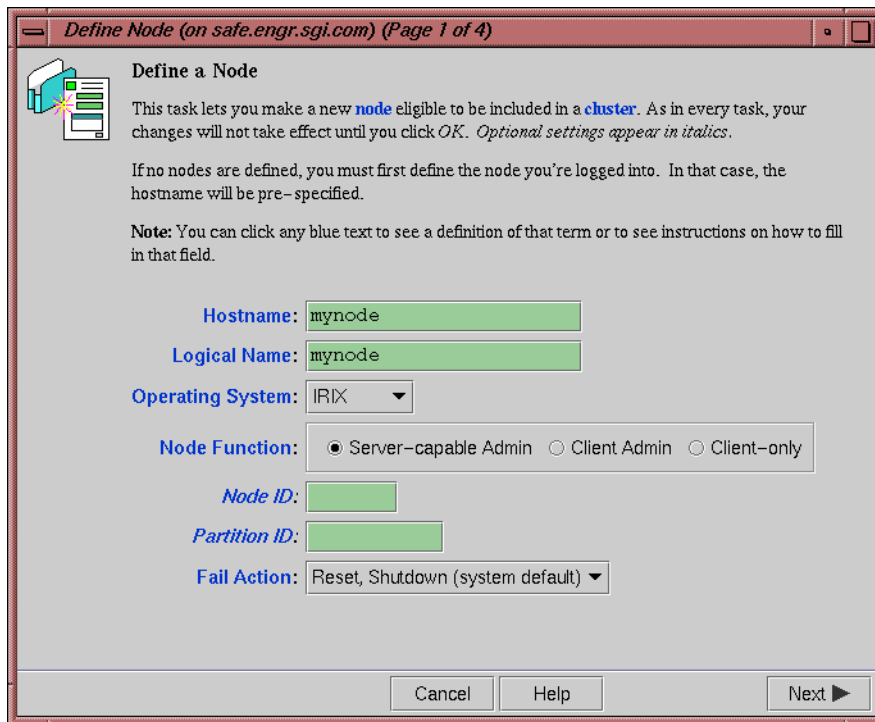 Define Node (on safe.engr.sgi.com) (Page 1 of 4)
Define a Node
This task lets you make a new node eligible to be included in a cluster. As in every task, your
changes will not take effect until you click OK. Optional settings appear in italics.
If no nodes are defined, you must first define the node you're logged into. In that case, the
hostname will be pre-specified.
Note: You can click any blue text to see a definition of that term or to see instructions on how to fill
in that field.
Hostname: mynode
Logical Name: mynode
Operating System: IRIX
Node Function: Server-capable Admin Client Admin Client-only
Node ID:
Partition ID:
Fail Action: Reset, Shutdown (system default)
Cancel Help Next